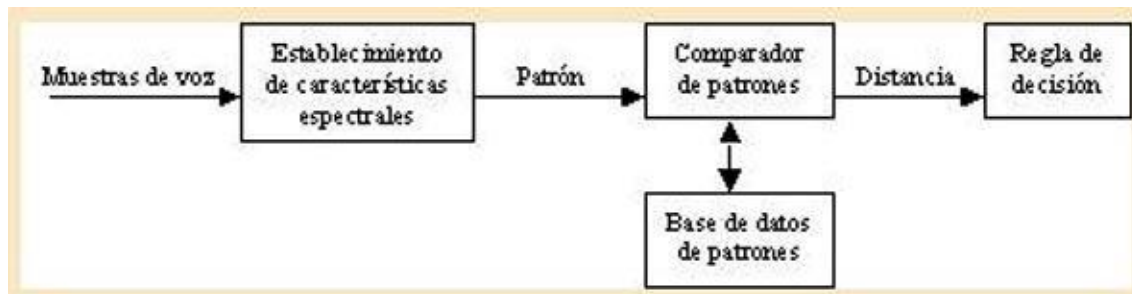 Muestras de voz
Establecimiento
de características
espectrales
Patrón
Comparador
de patrones
Distancia
Regla de
decisión
Base de datos
de patrones